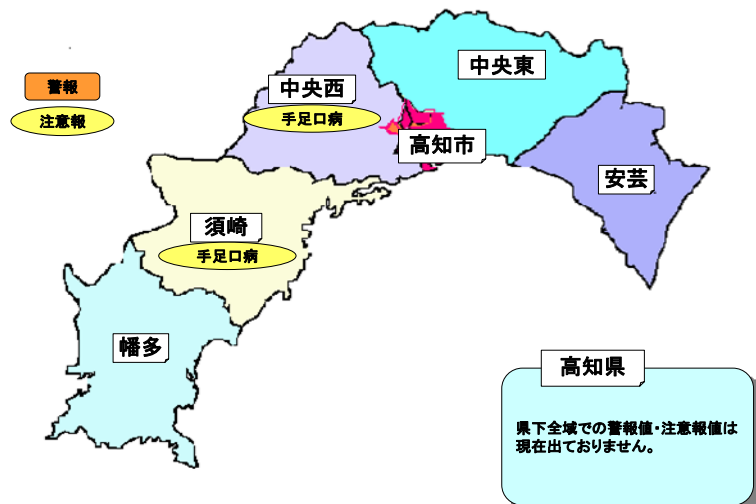 警報
注意報
中央東
中央西
手足口病
高知市
安芸
須崎
手足口病
幡多
高知県
県下全域での警報値・注意報値は
現在出ておりません。